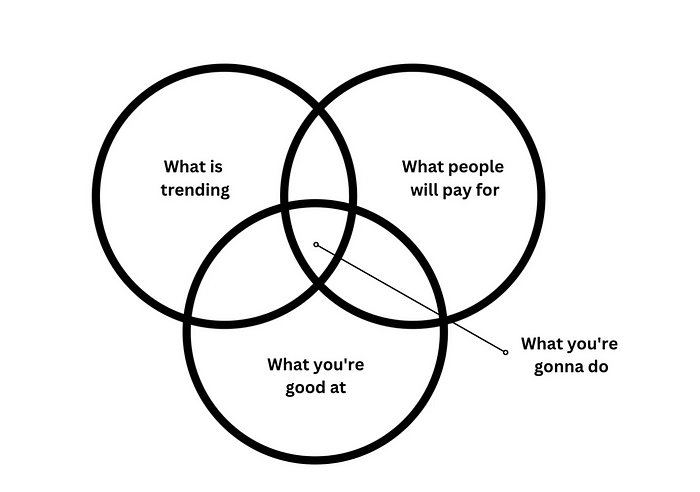 What is
trending
What people
will pay for
What you're
gonna do
What you're
good at